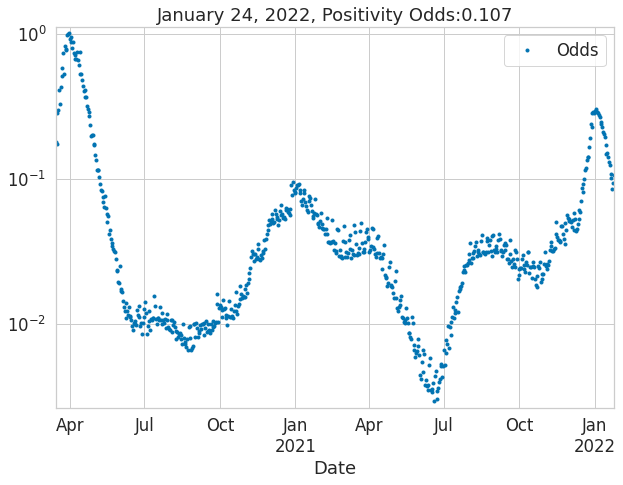 January 24, 2022, Positivity Odds:0.107
Odds
10⁰
10⁻¹
10⁻²
Apr
Jul
Oct
Jan
2021
Apr
Jul
Oct
Jan
2022
Date